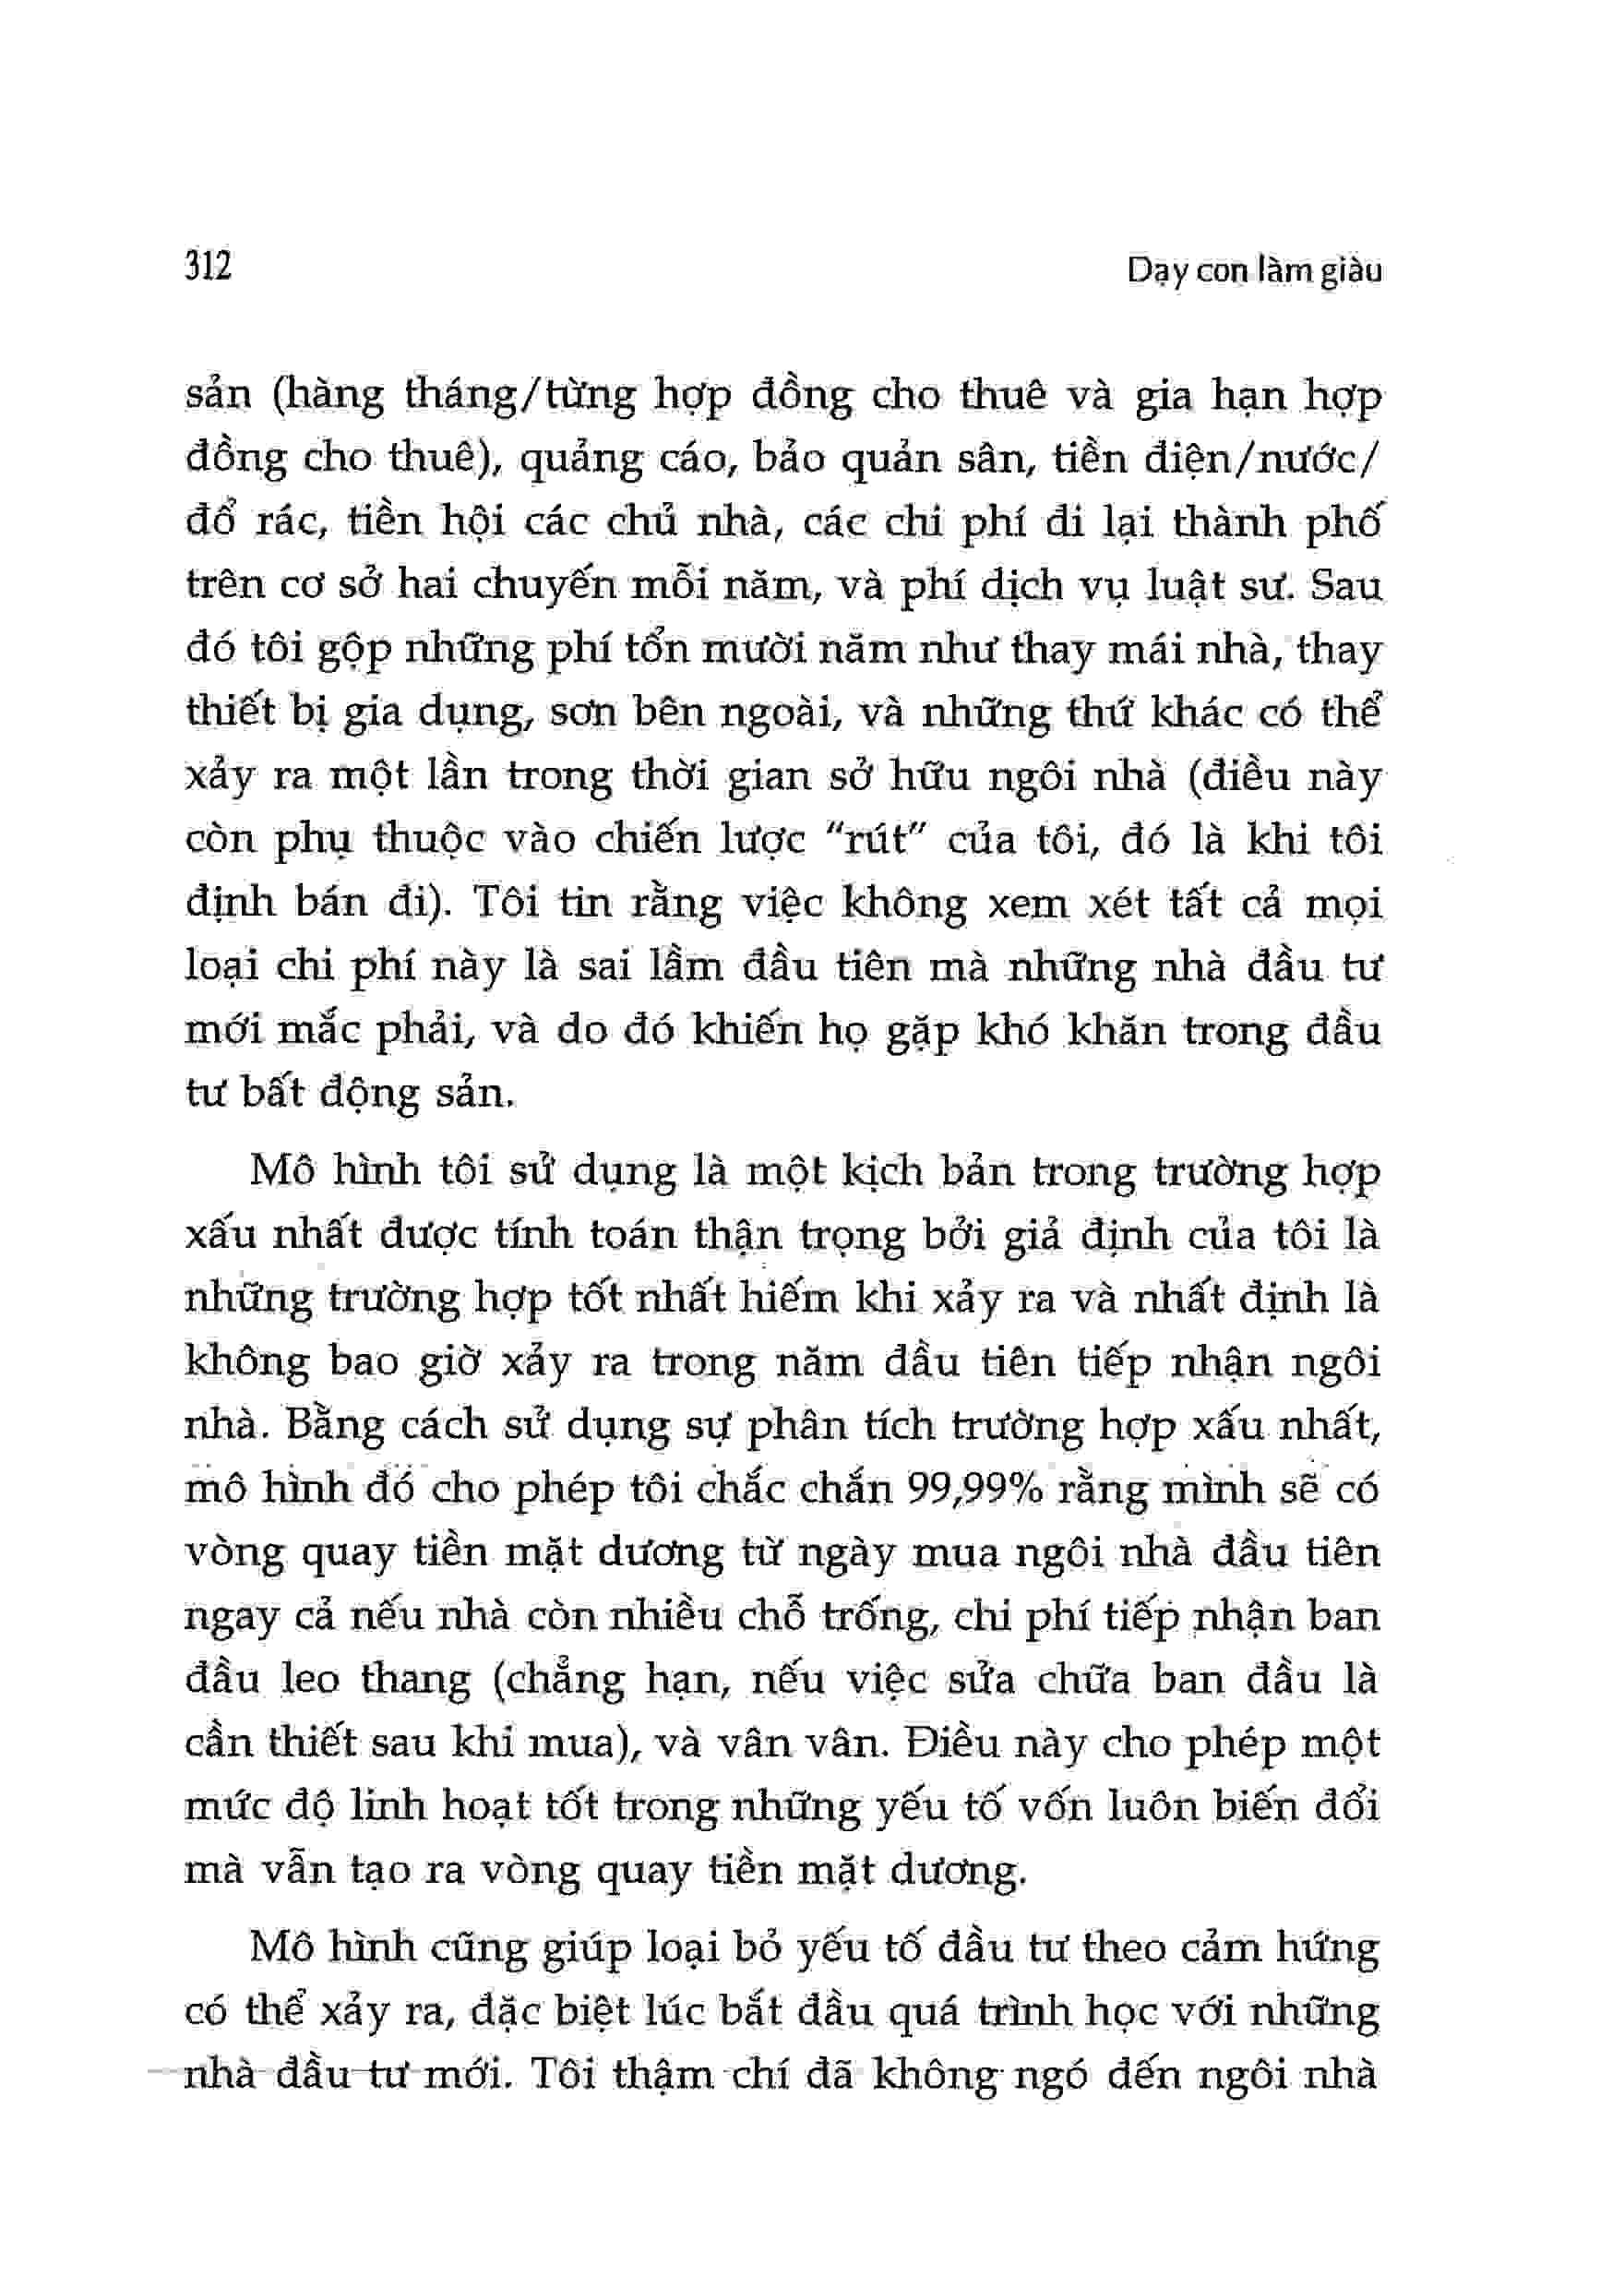 312
Dạy con làm giàu
sản (hàng tháng/từng hợp đồng cho thuê và gia hạn hợp
đồng cho thuê), quảng cáo, bảo quản sân, tiền điện/nước/
đổ rác, tiền hội các chủ nhà, các chi phí đi lại thành phố
trên cơ sở hai chuyến mỗi năm, và phí dịch vụ luật sư. Sau
đó tôi gộp những phí tổn mười năm như thay mái nhà, thay
thiết bị gia dụng, sơn bên ngoài, và những thứ khác có thể
xảy ra một lần trong thời gian sở hữu ngôi nhà (điều này
còn phụ thuộc vào chiến lược "rút" của tôi, đó là khi tôi
định bán đi). Tôi tin rằng việc không xem xét tất cả mọi
loại chi phí này là sai lầm đầu tiên mà những nhà đầu tư
mới mắc phải, và do đó khiến họ gặp khó khăn trong đầu
tư bất động sản.
Mô hình tôi sử dụng là một kịch bản trong trường hợp
xấu nhất được tính toán thận trọng bởi giả định của tôi là
những trường hợp tốt nhất hiếm khi xảy ra và nhất định là
không bao giờ xảy ra trong năm đầu tiên tiếp nhận ngôi
nhà. Bằng cách sử dụng sự phân tích trường hợp xấu nhất,
mô hình đó cho phép tôi chắc chắn 99,99% rằng mình sẽ có
vòng quay tiền mặt dương từ ngày mua ngôi nhà đầu tiên
ngay cả nếu nhà còn nhiều chỗ trống, chi phí tiếp nhận ban
đầu leo thang (chẳng hạn, nếu việc sửa chữa ban đầu là
cần thiết sau khi mua), và vân vân. Điều này cho phép một
mức độ linh hoạt tốt trong những yếu tố vốn luôn biến đổi
mà vẫn tạo ra vòng quay tiền mặt dương.
Mô hình cũng giúp loại bỏ yếu tố đầu tư theo cảm hứng
có thể xảy ra, đặc biệt lúc bắt đầu quá trình học với những
nhà đầu tư mới. Tôi thậm chí đã không ngó đến ngôi nhà